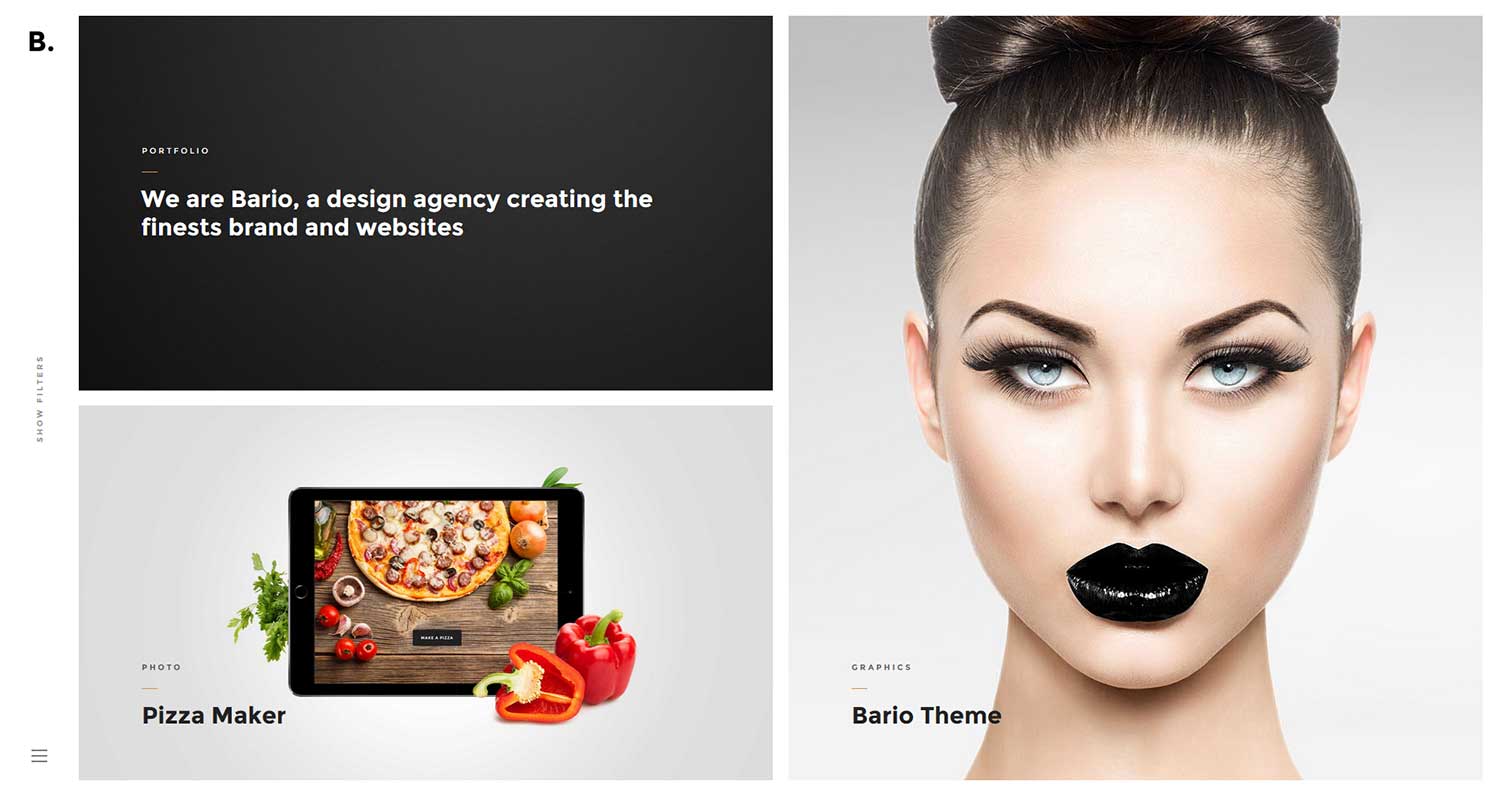 B.
PORTFOLIO
We are Bario, a design agency creating the
finests brand and websites
SHOW FILTERS
MAKE A PIZZA
PHOTO
Pizza Maker
GRAPHICS
Bario Theme